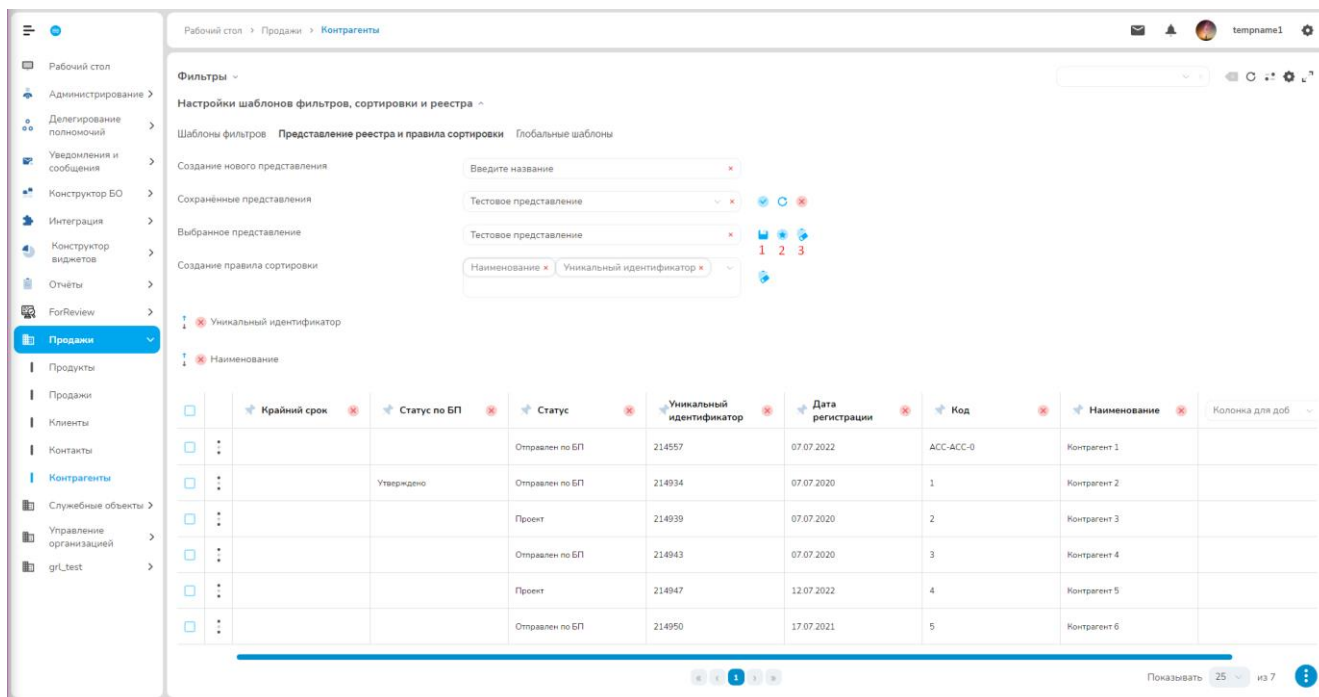 Рабочий стол > Продажи > Контрагенты
tempname1
Рабочий стол
Администрирование
Делегирование
полномочий
Уведомления и
сообщения
Конструктор БО
Интеграция
Конструктор
виджетов
Отчёты
ForReview
Продажи
Продукты
Продажи
Клиенты
Контакты
Контрагенты
Служебные объекты
Управление
организацией
grl_test
Фильтры
Настройки шаблонов фильтров, сортировки и реестра
Шаблоны фильтров Представление реестра и правила сортировки Глобальные шаблоны
Создание нового представления Введите название
Сохранённые представления Тестовое представление
Выбранное представление Тестовое представление
1 2 3
Создание правила сортировки Наименование Уникальный идентификатор
Уникальный идентификатор
Наименование
Крайний срок Статус по БП Статус Уникальный идентификатор Дата регистрации Код Наименование Колонка для доб
Отправлен по БП 214557 07.07.2022 ACC-ACC-0 Контрагент 1
Утверждено Отправлен по БП 214934 07.07.2020 1 Контрагент 2
Проект 214939 07.07.2020 2 Контрагент 3
Отправлен по БП 214943 07.07.2020 3 Контрагент 4
Проект 214947 12.07.2022 4 Контрагент 5
Отправлен по БП 214950 17.07.2021 5 Контрагент 6
« ‹ 1 › »
Показывать 25 из 7